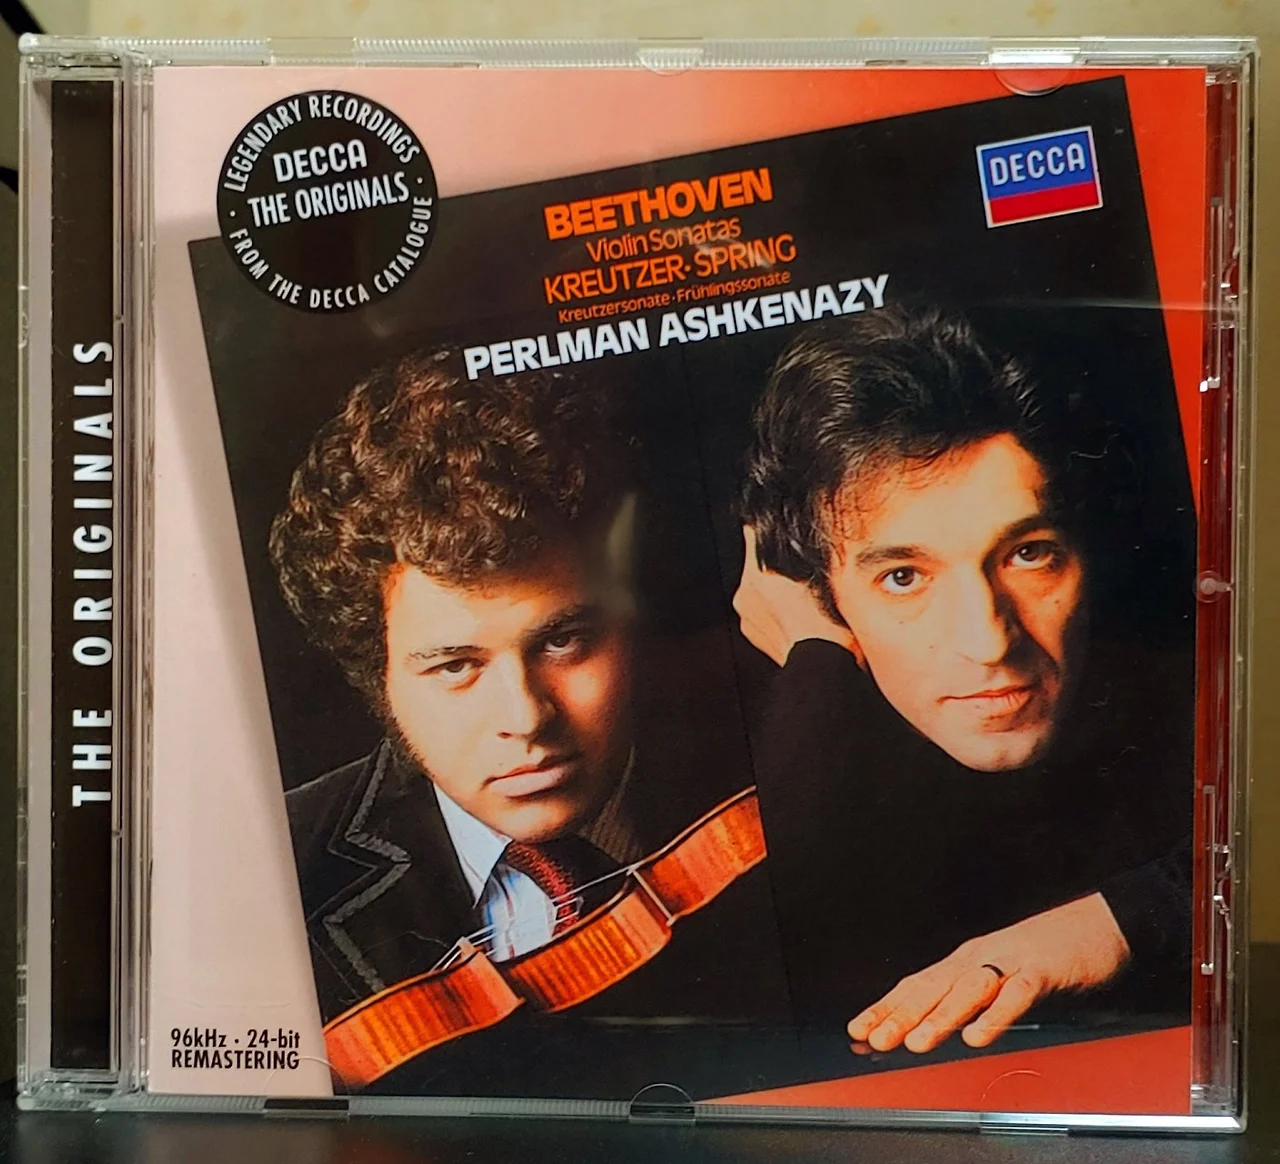 THE ORIGINALS
LEGENDARY RECORDINGS
DECCA
THE ORIGINALS
· FROM THE DECCA CATALOGUE ·
BEETHOVEN
Violin Sonatas
KREUTZER·SPRING
Kreutzersonate·Frühlingssonate
PERLMAN ASHKENAZY
DECCA
96kHz · 24-bit
REMASTERING